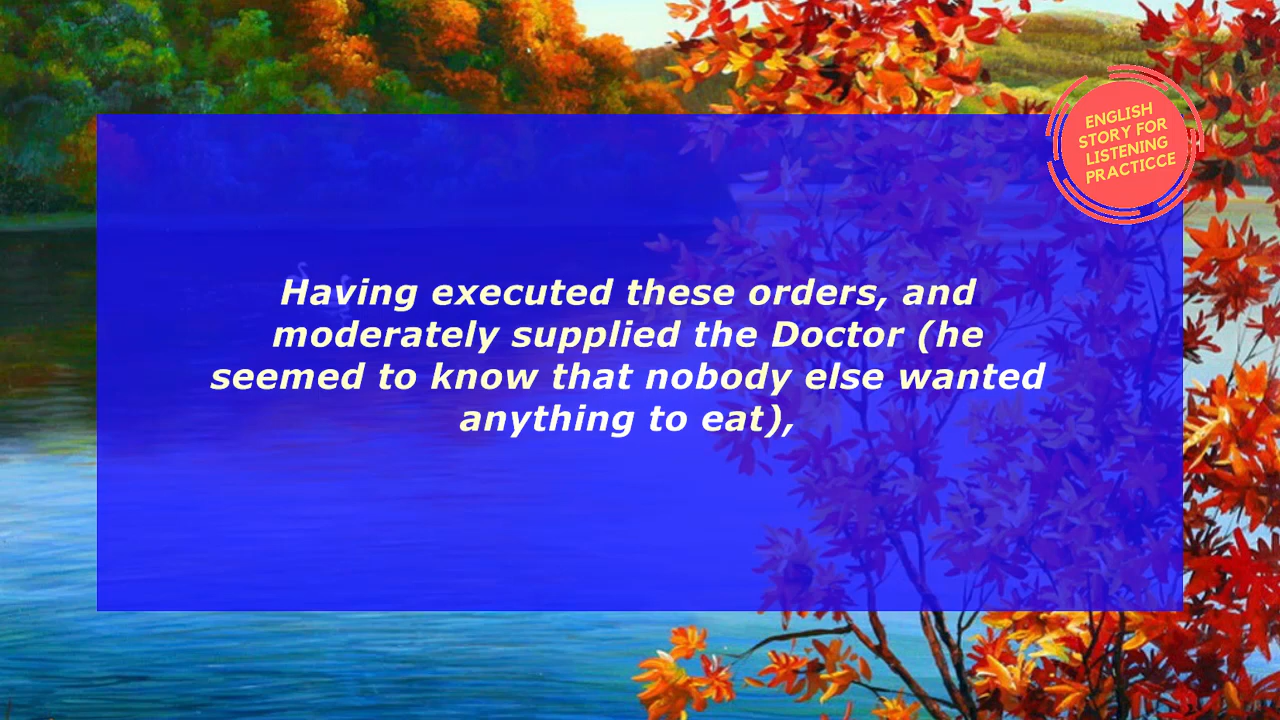 ENGLISH
STORY FOR
LISTENING
PRACTICCE
Having executed these orders, and
moderately supplied the Doctor (he
seemed to know that nobody else wanted
anything to eat),